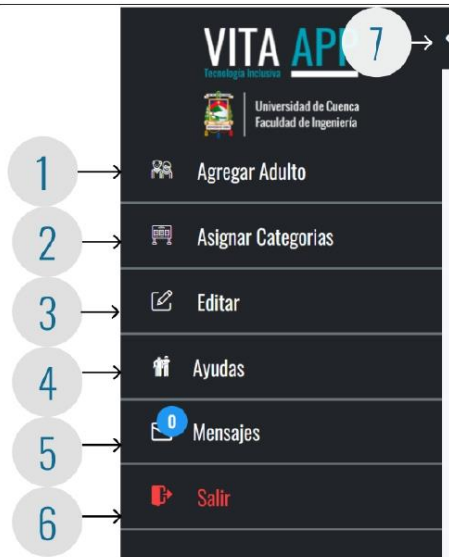 VITA APP
Tecnología Inclusiva
7
Universidad de Cuenca
Facultad de Ingeniería
1 Agregar Adulto
2 Asignar Categorias
3 Editar
4 Ayudas
0
5 Mensajes
6 Salir